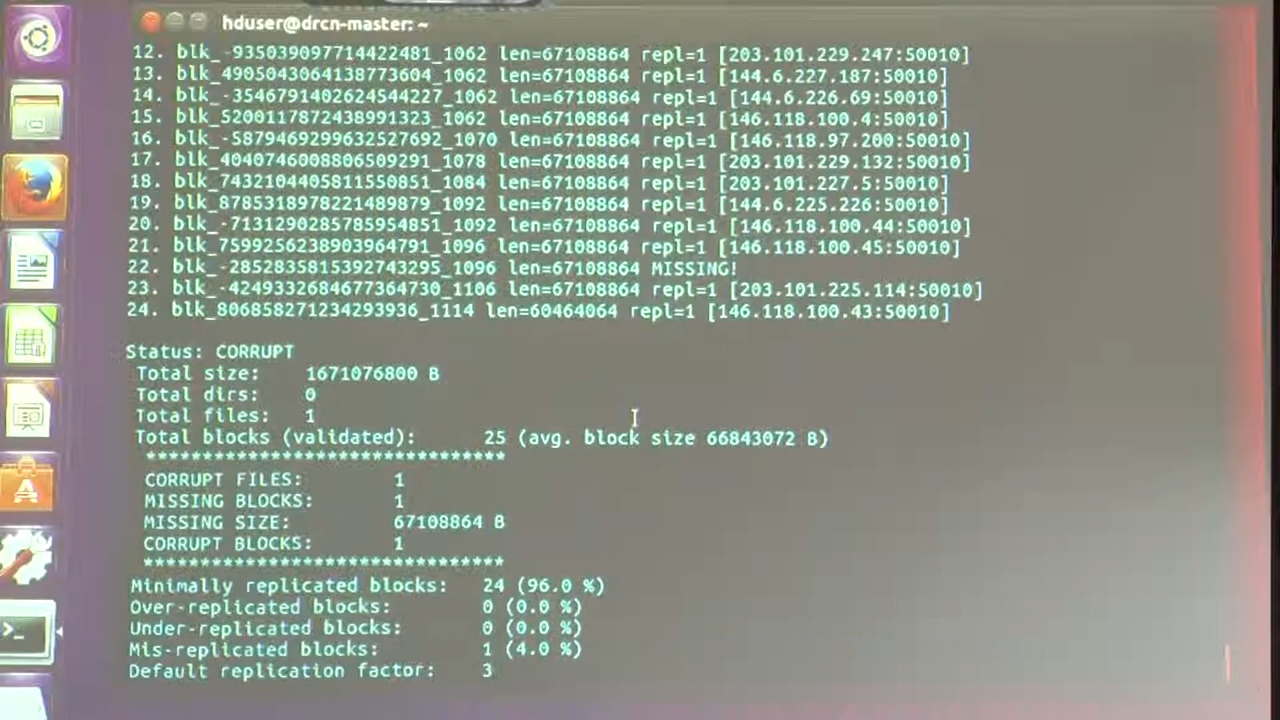 hduser@drcn-master: ~
12. blk_-935039097714422481_1062 len=67108864 repl=1 [203.101.229.247:50010]
13. blk_4905043064138773604_1062 len=67108864 repl=1 [144.6.227.187:50010]
14. blk_-3546791402624544227_1062 len=67108864 repl=1 [144.6.226.69:50010]
15. blk_5200117872438991323_1062 len=67108864 repl=1 [146.118.100.4:50010]
16. blk_-5879469299632527692_1070 len=67108864 repl=1 [146.118.97.200:50010]
17. blk_4040746008806509291_1078 len=67108864 repl=1 [203.101.229.132:50010]
18. blk_7432104405811550851_1084 len=67108864 repl=1 [203.101.227.5:50010]
19. blk_8785318978221489879_1092 len=67108864 repl=1 [144.6.225.226:50010]
20. blk_-7131290285785954851_1092 len=67108864 repl=1 [146.118.100.44:50010]
21. blk_7599256238903964791_1096 len=67108864 repl=1 [146.118.100.45:50010]
22. blk_-2852835815392743295_1096 len=67108864 MISSING!
23. blk_-4249332684677364730_1106 len=67108864 repl=1 [203.101.225.114:50010]
24. blk_806858271234293936_1114 len=60464064 repl=1 [146.118.100.43:50010]
Status: CORRUPT
Total size: 1671076800 B
Total dirs: 0
Total files: 1
Total blocks (validated): 25 (avg. block size 66843072 B)
********************************
CORRUPT FILES: 1
MISSING BLOCKS: 1
MISSING SIZE: 67108864 B
CORRUPT BLOCKS: 1
********************************
Minimally replicated blocks: 24 (96.0 %)
Over-replicated blocks: 0 (0.0 %)
Under-replicated blocks: 0 (0.0 %)
Mis-replicated blocks: 1 (4.0 %)
Default replication factor: 3